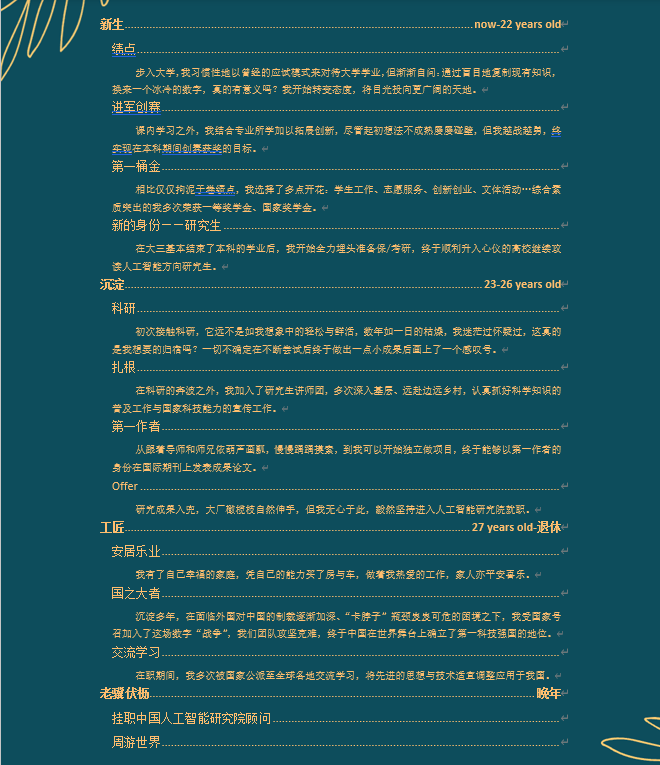 新生 now-22 years old
绩点
步入大学，我习惯性地以曾经的应试模式来对待大学学业，但渐渐自问：通过盲目地复制现有知识，
换来一个冰冷的数字，真的有意义吗？我开始转变态度，将目光投向更广阔的天地。
进军创赛
课内学习之外，我结合专业所学加以拓展创新，尽管起初想法不成熟屡屡碰壁，但我越战越勇，终
实现在本科期间创赛获奖的目标。
第一桶金
相比仅仅拘泥于卷绩点，我选择了多点开花：学生工作、志愿服务、创新创业、文体活动…综合素
质突出的我多次荣获一等奖学金、国家奖学金。
新的身份——研究生
在大三基本结束了本科的学业后，我开始全力埋头准备保/考研，终于顺利升入心仪的高校继续攻
读人工智能方向研究生。
沉淀 23-26 years old
科研
初次接触科研，它远不是如我想象中的轻松与鲜活，数年如一日的枯燥，我迷茫过怀疑过，这真的
是我想要的归宿吗？一切不确定在不断尝试后终于做出一点小成果后画上了一个感叹号。
扎根
在科研的奔波之外，我加入了研究生讲师团，多次深入基层、远赴边远乡村，认真抓好科学知识的
普及工作与国家科技能力的宣传工作。
第一作者
从跟着导师和师兄依葫芦画瓢，慢慢踽踽摸索，到我可以开始独立做项目，终于能够以第一作者的
身份在国际期刊上发表成果论文。
Offer
研究成果入兜，大厂橄榄枝自然伸手，但我无心于此，毅然坚持进入人工智能研究院就职。
工匠 27 years old-退休
安居乐业
我有了自己幸福的家庭，凭自己的能力买了房与车，做着我热爱的工作，家人亦平安喜乐。
国之大者
沉淀多年，在面临外国对中国的制裁逐渐加深、“卡脖子”瓶颈岌岌可危的困境之下，我受国家号
召加入了这场数字“战争”，我们团队攻坚克难，终于中国在世界舞台上确立了第一科技强国的地位。
交流学习
在职期间，我多次被国家公派至全球各地交流学习，将先进的思想与技术适宜调整应用于我国。
老骥伏枥 晚年
挂职中国人工智能研究院顾问
周游世界